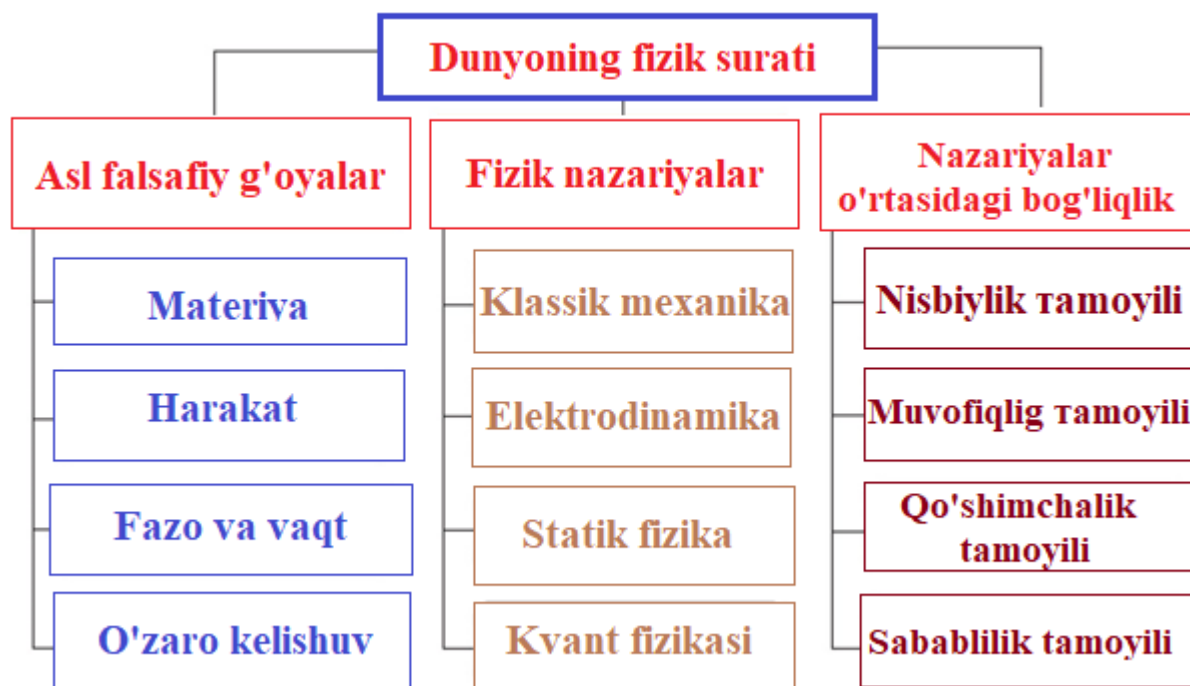 Dunyoning fizik surati
Asl falsafiy g'oyalar
Materiya
Harakat
Fazo va vaqt
O'zaro kelishuv
Fizik nazariyalar
Klassik mexanika
Elektrodinamika
Statik fizika
Kvant fizikasi
Nazariyalar
o'rtasidagi bog'liqlik
Nisbiylik тamoyili
Muvofiqlig тamoyili
Qo'shimchalik
tamoyili
Sabablilik tamoyili